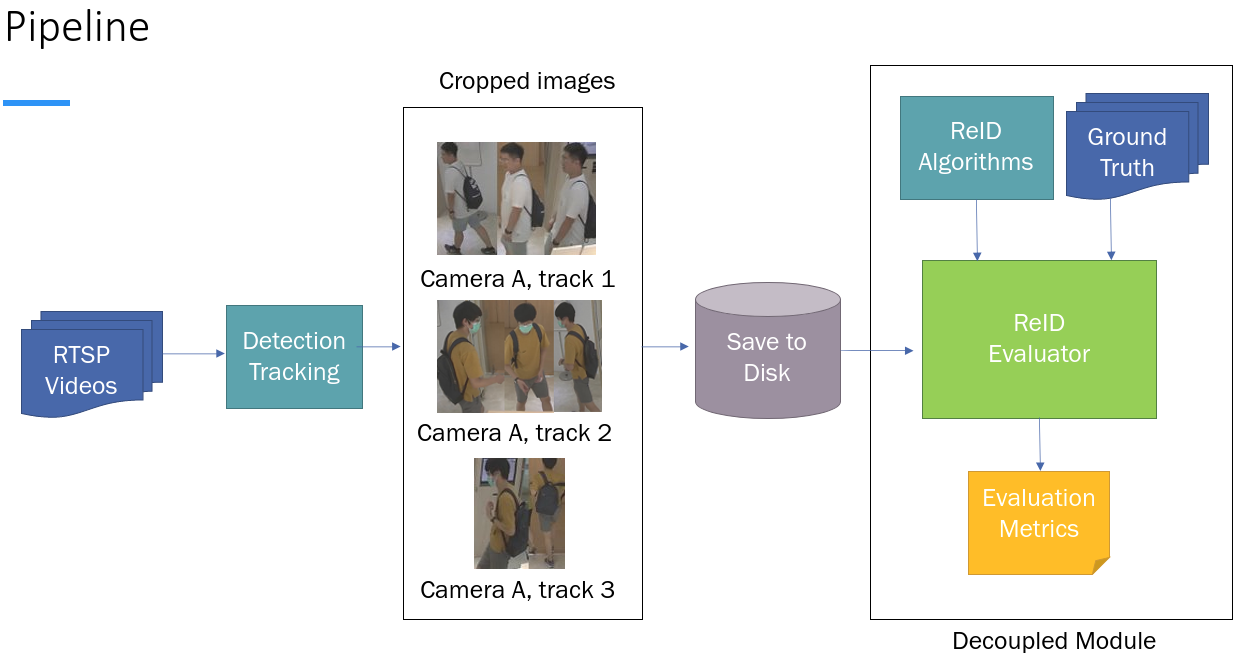 Pipeline
Cropped images
ReID
Algorithms
Ground
Truth
Camera A, track 1
RTSP
Videos
Detection
Tracking
Save to
Disk
ReID
Evaluator
Camera A, track 2
Evaluation
Metrics
Camera A, track 3
Decoupled Module